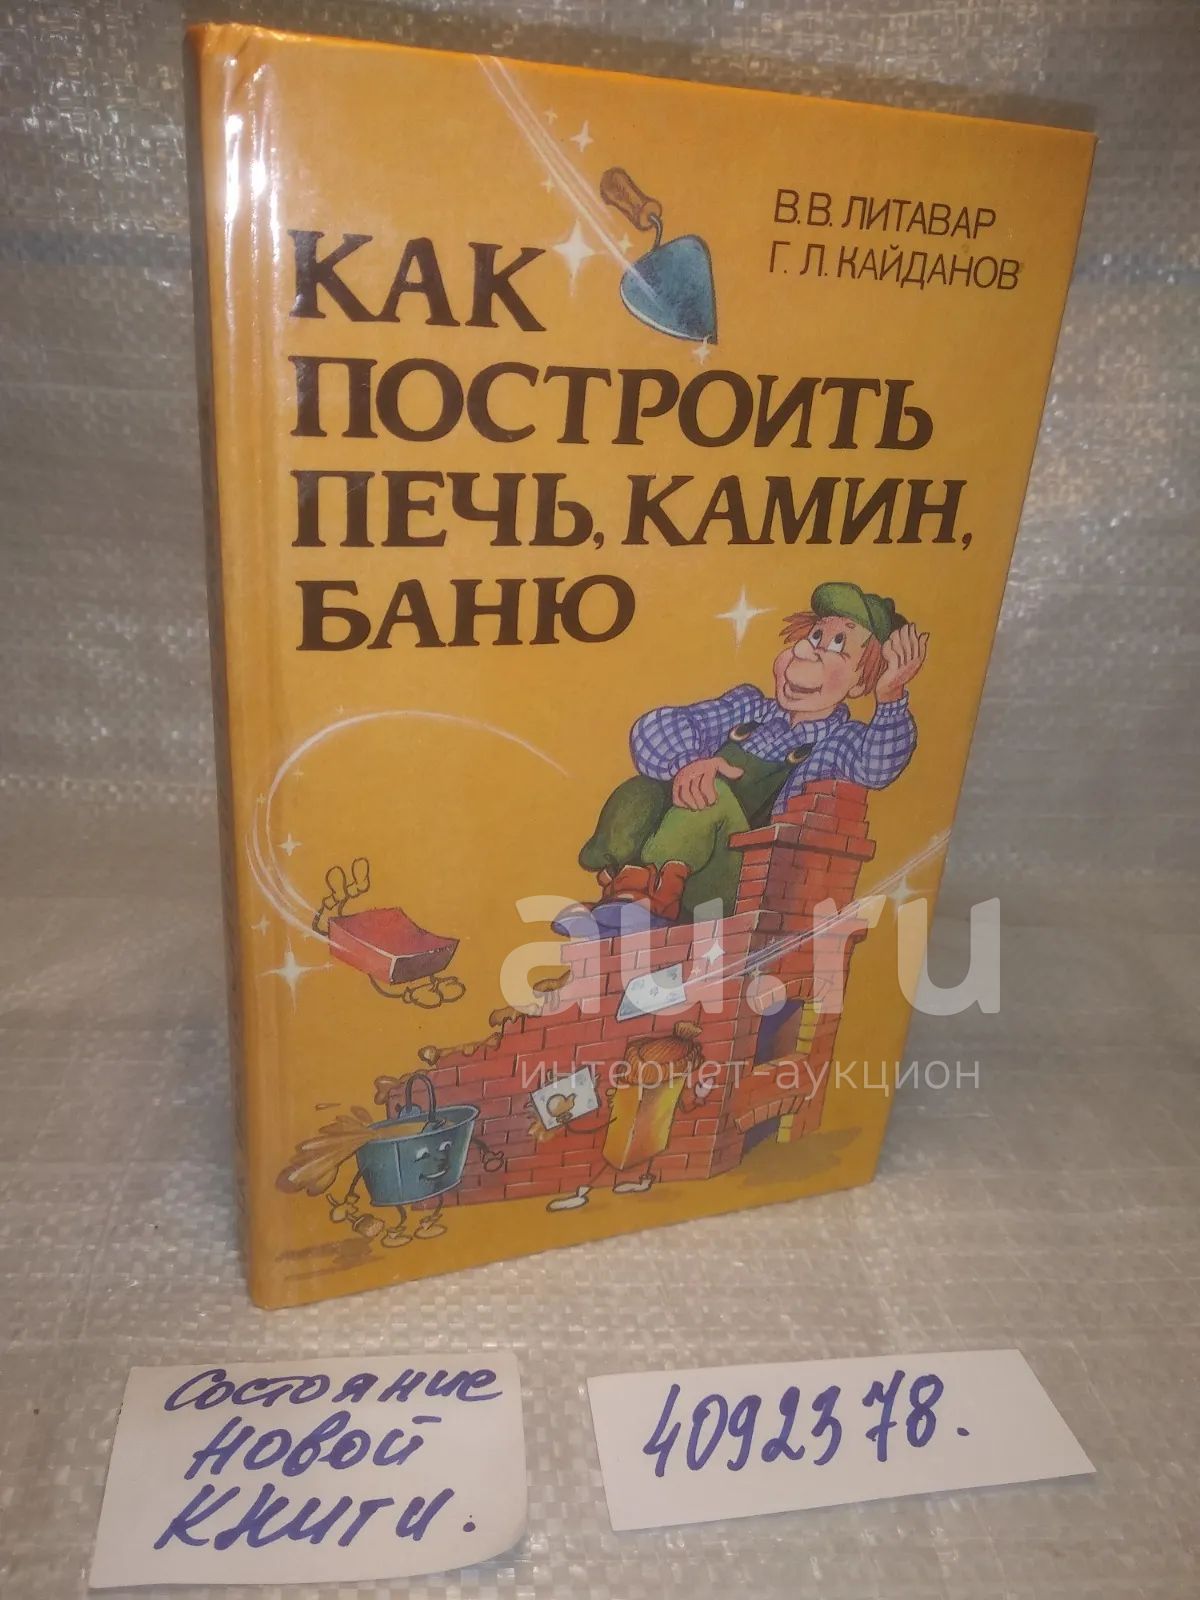 В.В. ЛИТАВАР
Г. Л. КАЙДАНОВ
КАК
ПОСТРОИТЬ
ПЕЧЬ, КАМИН,
БАНЮ
au.ru
интернет-аукцион
Состояние
новой
книги.
4092378.